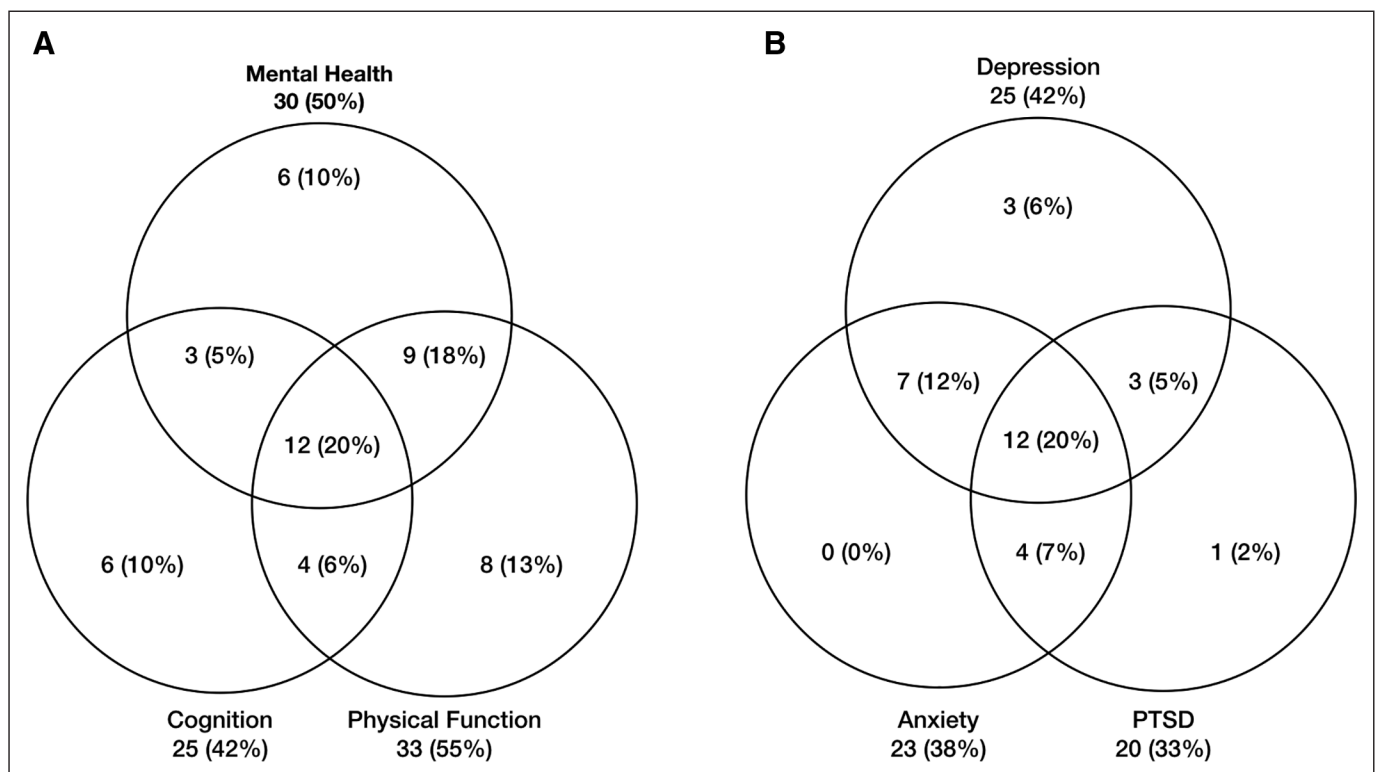 A
Mental Health
30 (50%)
6 (10%)
3 (5%)
9 (18%)
12 (20%)
6 (10%)
4 (6%)
8 (13%)
Cognition
25 (42%)
Physical Function
33 (55%)
B
Depression
25 (42%)
3 (6%)
7 (12%)
3 (5%)
12 (20%)
0 (0%)
4 (7%)
1 (2%)
Anxiety
23 (38%)
PTSD
20 (33%)